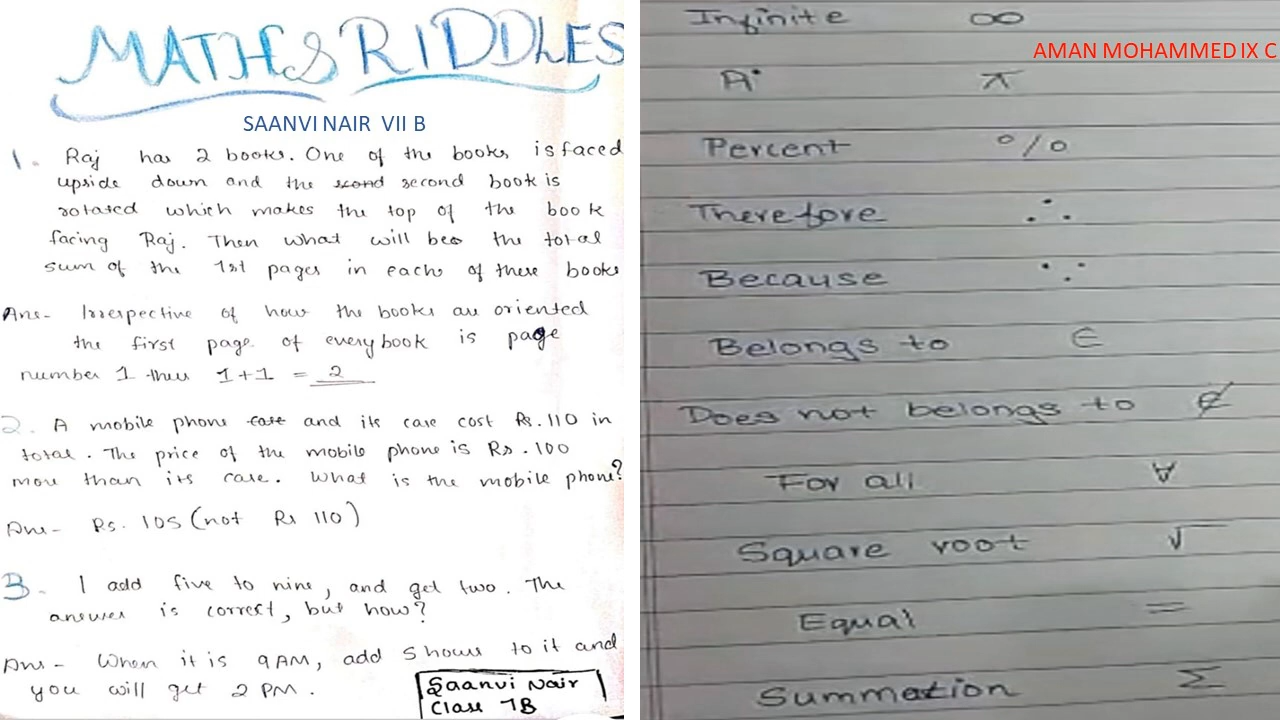 MATHS RIDDLES
SAANVI NAIR VII B
1. Raj has 2 books. One of the books is faced
upside down and the scond second book is
rotated which makes the top of the book
facing Raj. Then what will bes the total
sum of the 1st pages in each of there books
Ans- Irrespective of how the books are oriented
the first page of every book is page
number 1 then 1+1 = 2
2. A mobile phone cost and its case cost Rs.110 in
total. The price of the mobile phone is Rs.100
more than its case. What is the mobile phone?
Ans- Rs. 105 (not Rs 110)
3. I add five to nine, and get two. The
answer is correct, but how?
Ans- When it is 9AM, add 5 hours to it and
you will get 2 PM.
Saanvi Nair
Class 7B
Infinite ∞
AMAN MOHAMMED IX C
Pi π
Percent %
Therefore ∴
Because ∵
Belongs to ∈
Does not belongs to ∉
For all ∀
Square root √
Equal =
Summation Σ